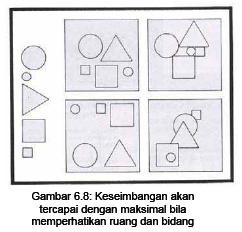 Gambar 6.8: Keseimbangan akan
tercapai dengan maksimal bila
memperhatikan ruang dan bidang